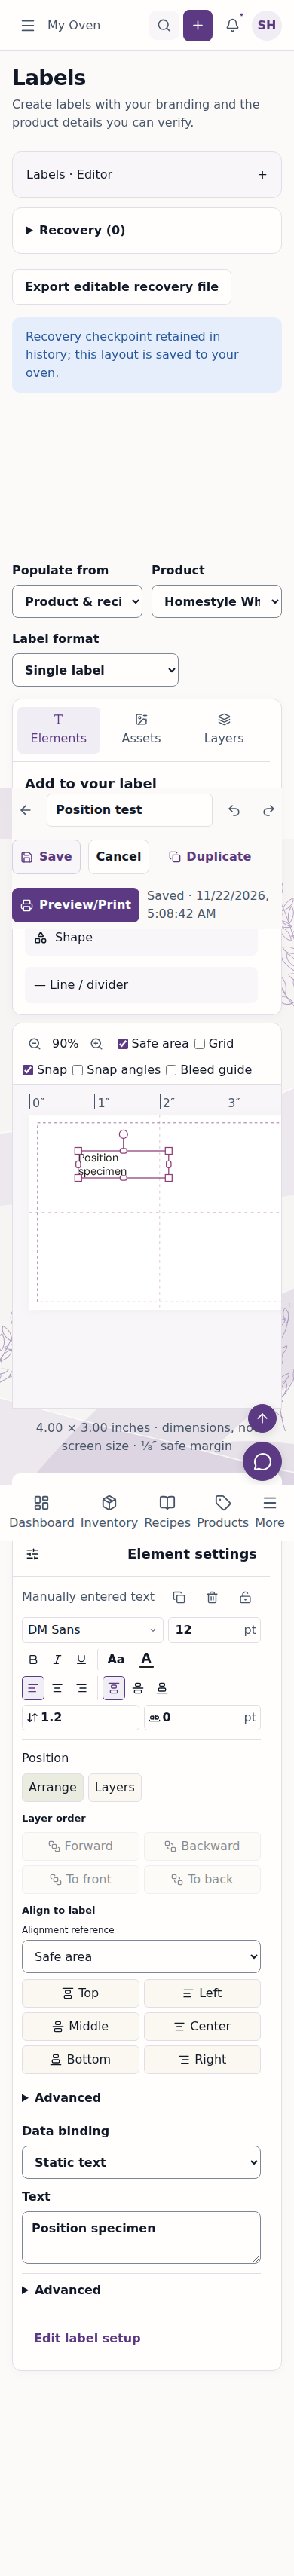 My Oven
SH
Labels
Create labels with your branding and the
product details you can verify.
Labels · Editor
+
▶ Recovery (0)
Export editable recovery file
Recovery checkpoint retained in
history; this layout is saved to your
oven.
Populate from Product
Product & reci Homestyle Wh
Label format
Single label
Elements Assets Layers
Add to your label
Position test
Save Cancel Duplicate
Preview/Print Saved · 11/22/2026,
5:08:42 AM
Shape
— Line / divider
90% Safe area Grid
Snap Snap angles Bleed guide
0″ 1″ 2″ 3″
Position
specimen
4.00 × 3.00 inches · dimensions, no
screen size · ⅛″ safe margin
Dashboard Inventory Recipes Products More
Element settings
Manually entered text
DM Sans 12 pt
B I U Aa A
1.2 0 pt
Position
Arrange Layers
Layer order
Forward Backward
To front To back
Align to label
Alignment reference
Safe area
Top Left
Middle Center
Bottom Right
▶ Advanced
Data binding
Static text
Text
Position specimen
▶ Advanced
Edit label setup